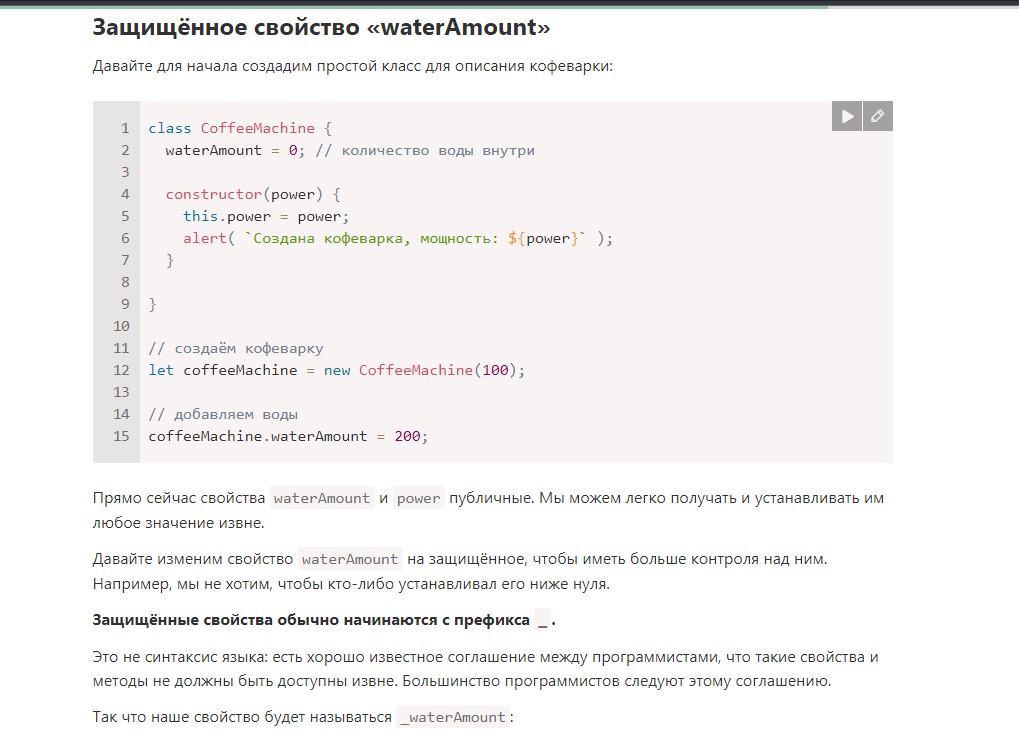 Защищённое свойство «waterAmount»
Давайте для начала создадим простой класс для описания кофеварки:
1 class CoffeeMachine {
2   waterAmount = 0; // количество воды внутри
3
4   constructor(power) {
5     this.power = power;
6     alert( `Создана кофеварка, мощность: ${power}` );
7   }
8
9 }
10
11 // создаём кофеварку
12 let coffeeMachine = new CoffeeMachine(100);
13
14 // добавляем воды
15 coffeeMachine.waterAmount = 200;
Прямо сейчас свойства waterAmount и power публичные. Мы можем легко получать и устанавливать им
любое значение извне.
Давайте изменим свойство waterAmount на защищённое, чтобы иметь больше контроля над ним.
Например, мы не хотим, чтобы кто-либо устанавливал его ниже нуля.
Защищённые свойства обычно начинаются с префикса _.
Это не синтаксис языка: есть хорошо известное соглашение между программистами, что такие свойства и
методы не должны быть доступны извне. Большинство программистов следуют этому соглашению.
Так что наше свойство будет называться _waterAmount: